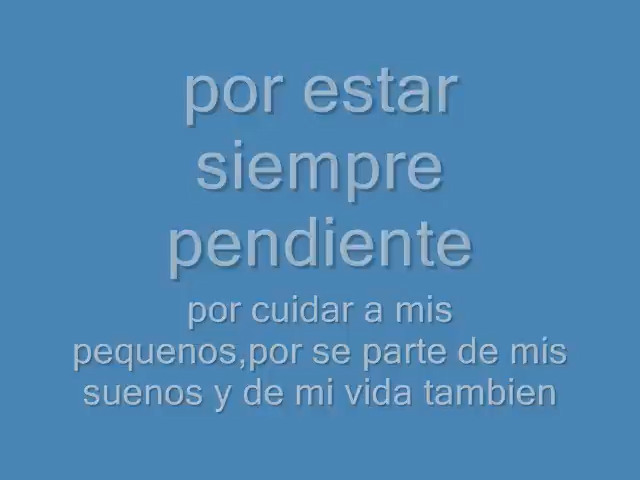 por estar
siempre
pendiente
por cuidar a mis
pequenos,por se parte de mis
suenos y de mi vida tambien